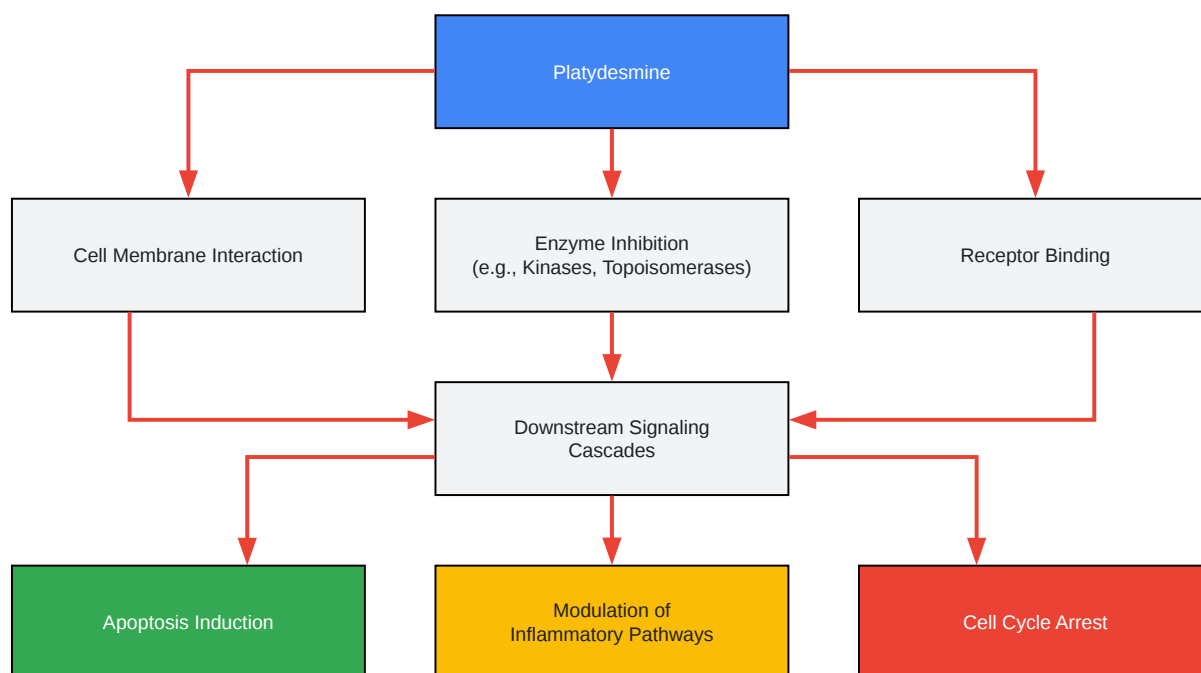 Platydesmine
Cell Membrane Interaction
Enzyme Inhibition
(e.g., Kinases, Topoisomerases)
Receptor Binding
Downstream Signaling
Cascades
Apoptosis Induction
Modulation of
Inflammatory Pathways
Cell Cycle Arrest